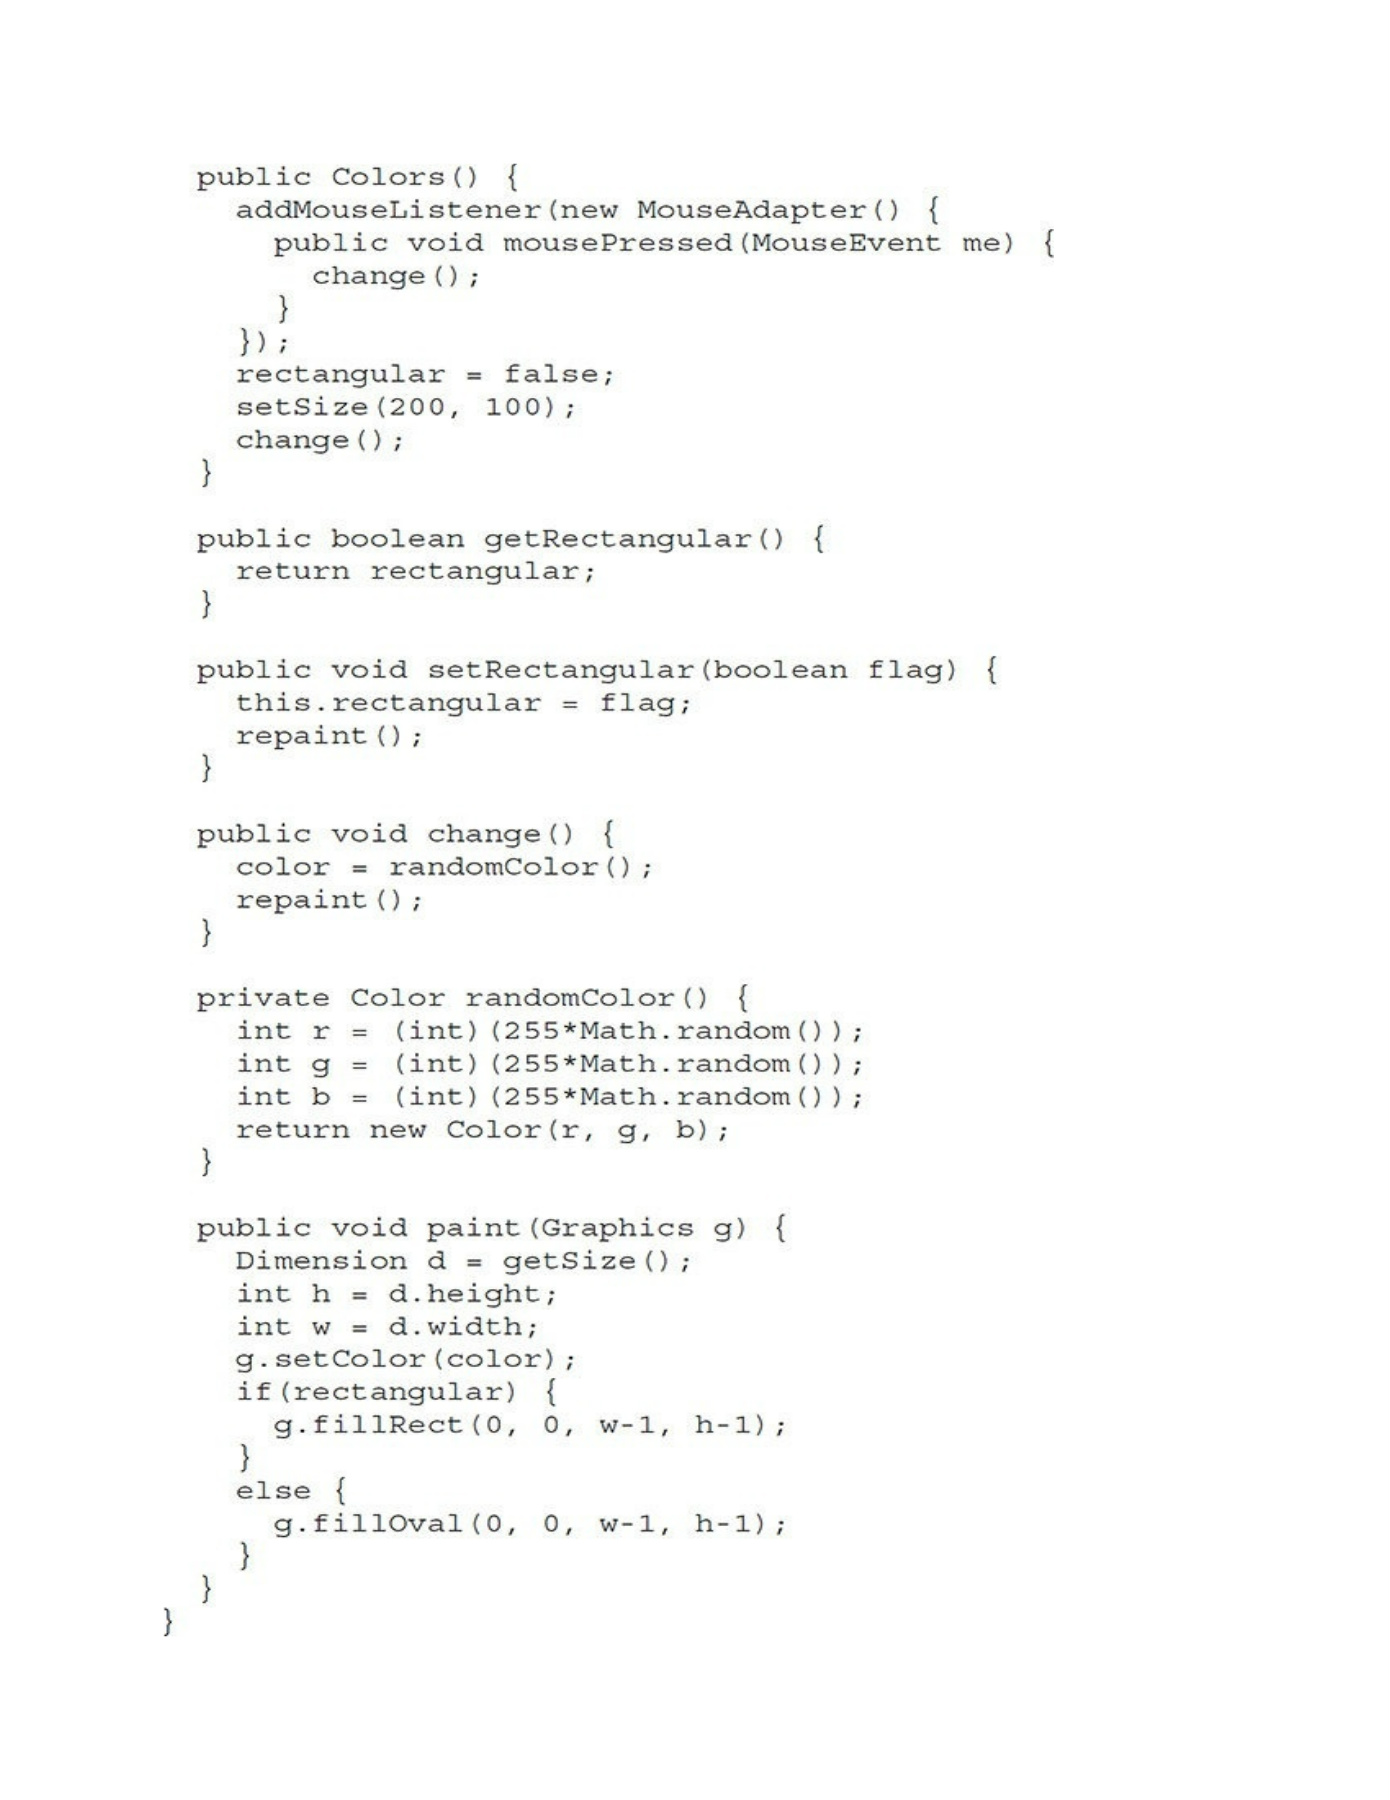 public Colors() {
addMouseListener(new MouseAdapter() {
public void mousePressed(MouseEvent me) {
change();
}
});
rectangular = false;
setSize(200, 100);
change();
}
public boolean getRectangular() {
return rectangular;
}
public void setRectangular(boolean flag) {
this.rectangular = flag;
repaint();
}
public void change() {
color = randomColor();
repaint();
}
private Color randomColor() {
int r = (int)(255*Math.random());
int g = (int)(255*Math.random());
int b = (int)(255*Math.random());
return new Color(r, g, b);
}
public void paint(Graphics g) {
Dimension d = getSize();
int h = d.height;
int w = d.width;
g.setColor(color);
if(rectangular) {
g.fillRect(0, 0, w-1, h-1);
}
else {
g.fillOval(0, 0, w-1, h-1);
}
}
}